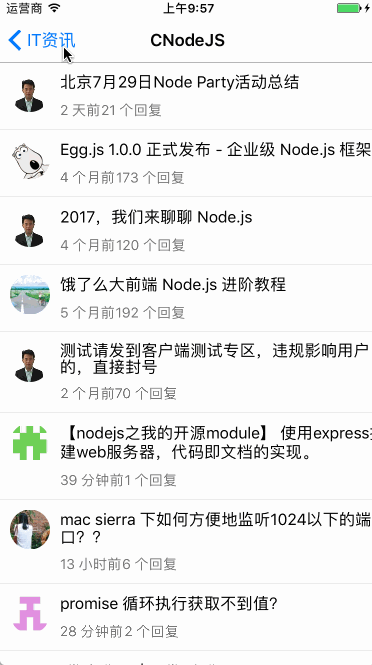 运营商 上午9:57
IT资讯 CNodeJS
北京7月29日Node Party活动总结
2 天前21 个回复
Egg.js 1.0.0 正式发布 - 企业级 Node.js 框架
4 个月前173 个回复
2017，我们来聊聊 Node.js
4 个月前120 个回复
饿了么大前端 Node.js 进阶教程
5 个月前192 个回复
测试请发到客户端测试专区，违规影响用户
的，直接封号
2 个月前70 个回复
【nodejs之我的开源module】 使用express
建web服务器，代码即文档的实现。
39 分钟前1 个回复
mac sierra 下如何方便地监听1024以下的端
口？？
13 小时前6 个回复
promise 循环执行获取不到值?
28 分钟前2 个回复